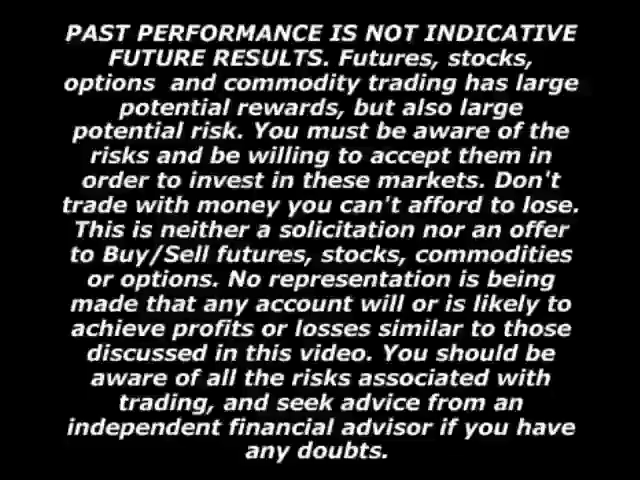 PAST PERFORMANCE IS NOT INDICATIVE
FUTURE RESULTS. Futures, stocks,
options and commodity trading has large
potential rewards, but also large
potential risk. You must be aware of the
risks and be willing to accept them in
order to invest in these markets. Don't
trade with money you can't afford to lose.
This is neither a solicitation nor an offer
to Buy/Sell futures, stocks, commodities
or options. No representation is being
made that any account will or is likely to
achieve profits or losses similar to those
discussed in this video. You should be
aware of all the risks associated with
trading, and seek advice from an
independent financial advisor if you have
any doubts.